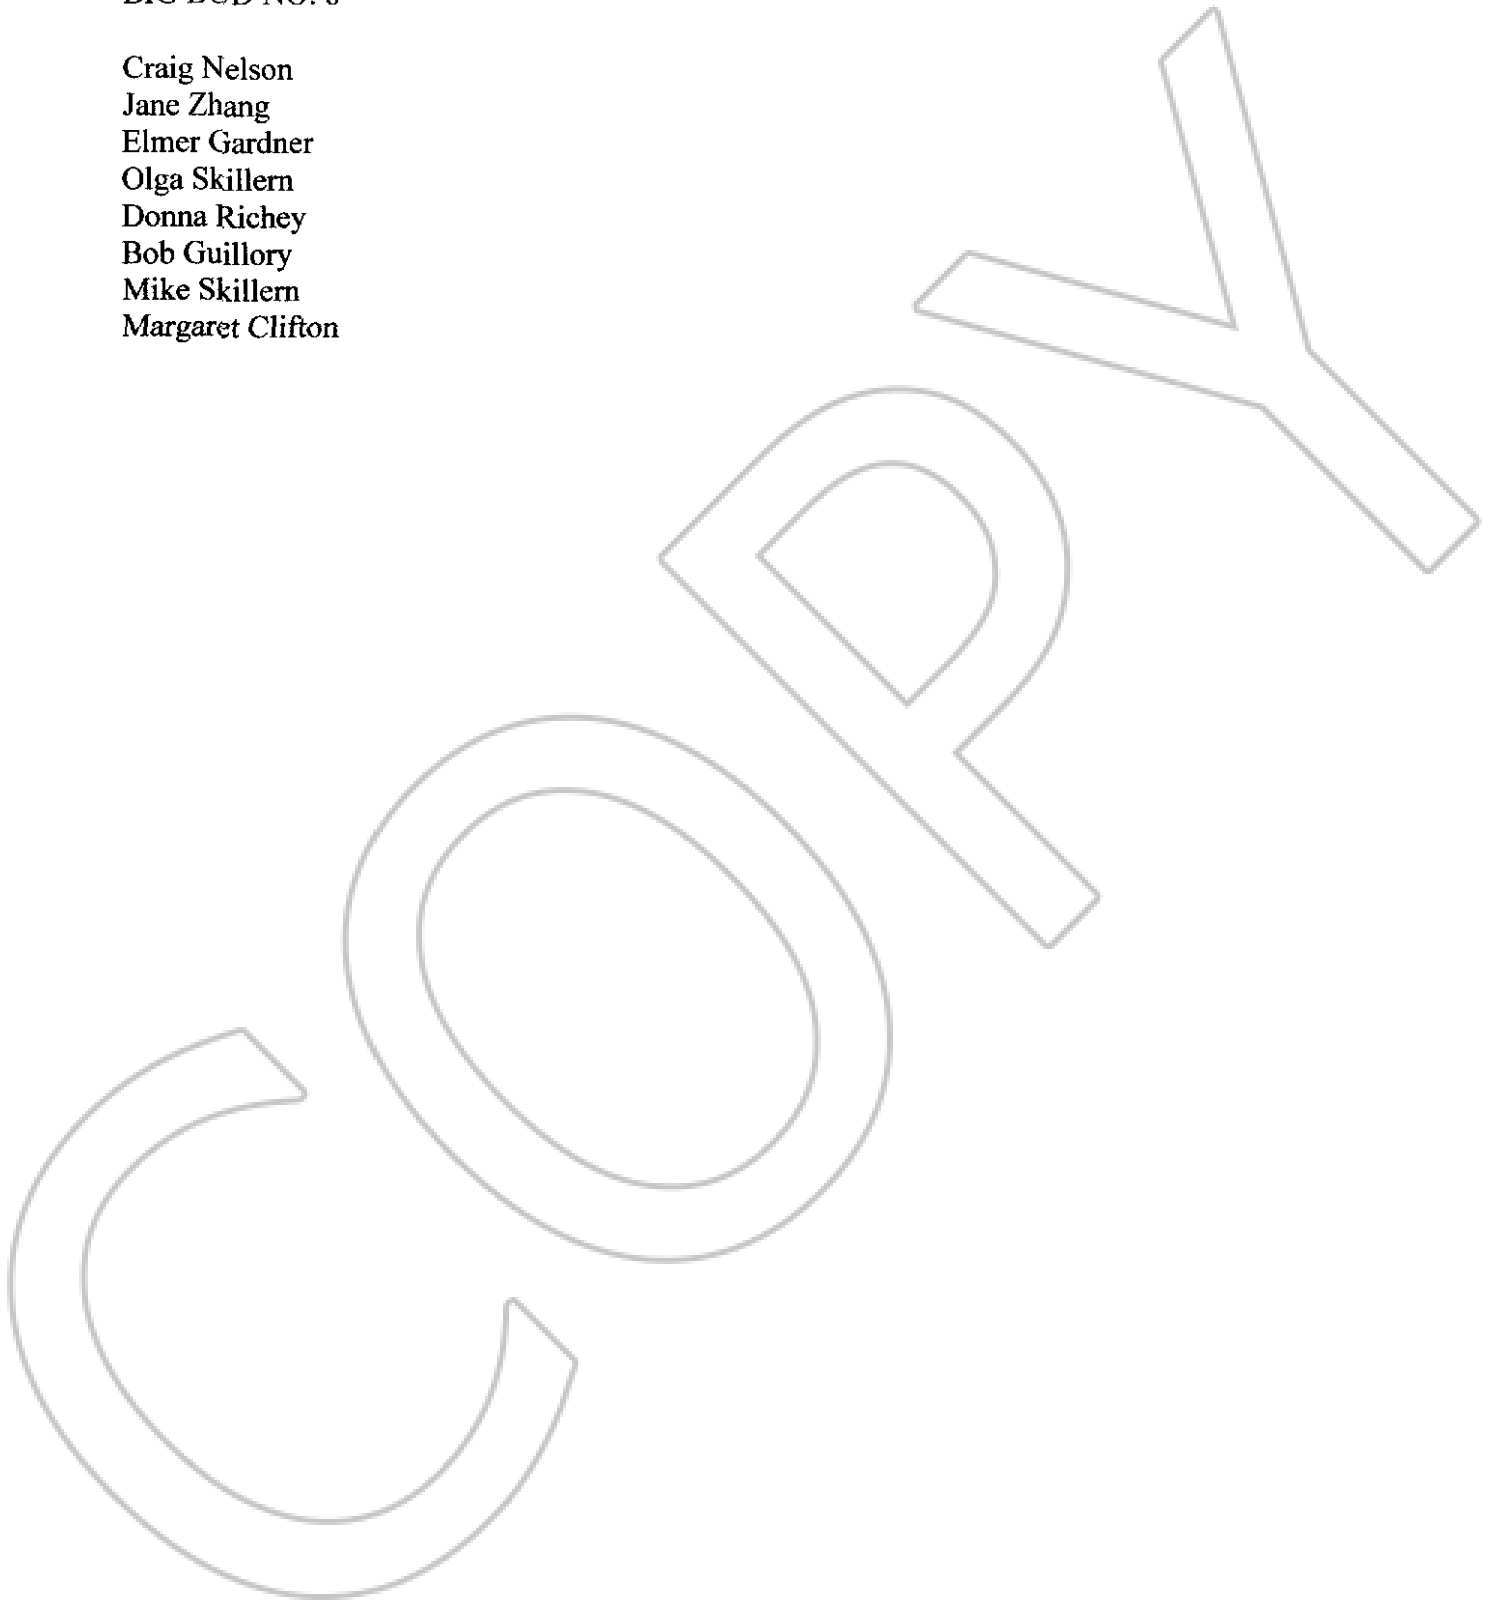 Craig Nelson
Jane Zhang
Elmer Gardner
Olga Skillern
Donna Richey
Bob Guillory
Mike Skillern
Margaret Clifton
COPY